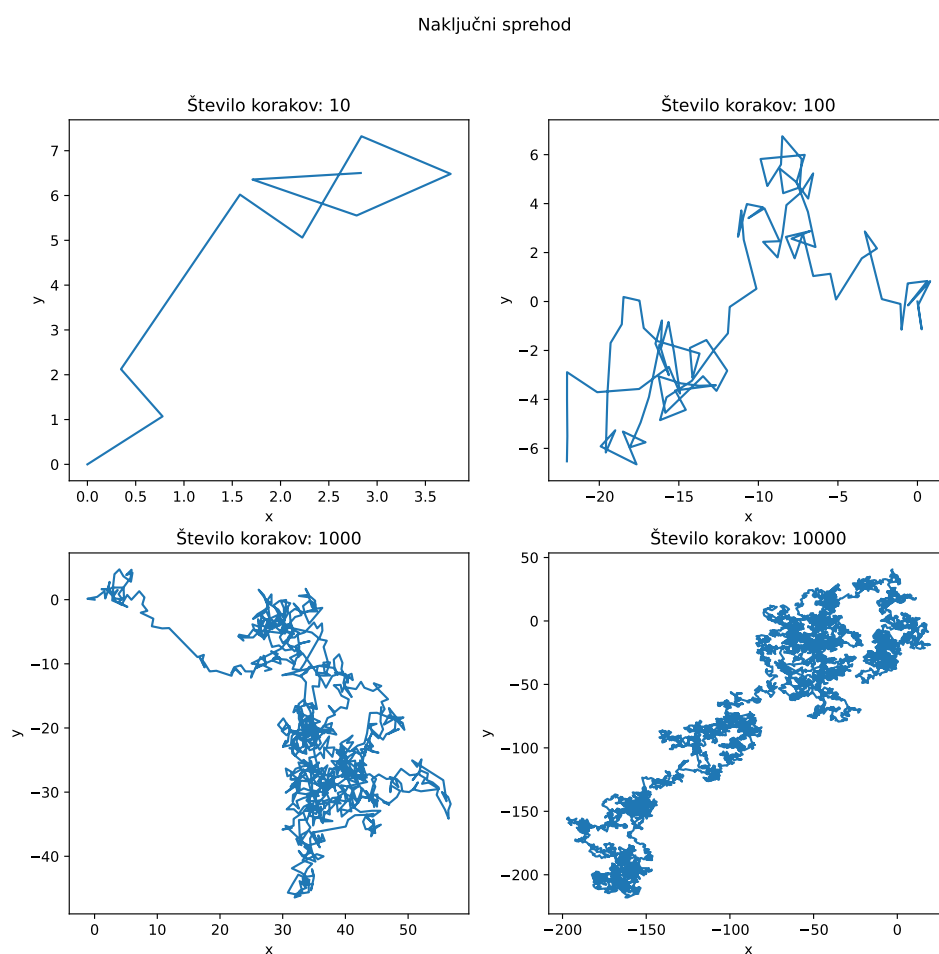 Naključni sprehod
Število korakov: 10
7
6
5
4
3
2
1
0
y
0.0 0.5 1.0 1.5 2.0 2.5 3.0 3.5
x
Število korakov: 100
6
4
2
0
−2
−4
−6
y
−20 −15 −10 −5 0
x
Število korakov: 1000
0
−10
−20
−30
−40
y
0 10 20 30 40 50
x
Število korakov: 10000
50
0
−50
−100
−150
−200
y
−200 −150 −100 −50 0
x